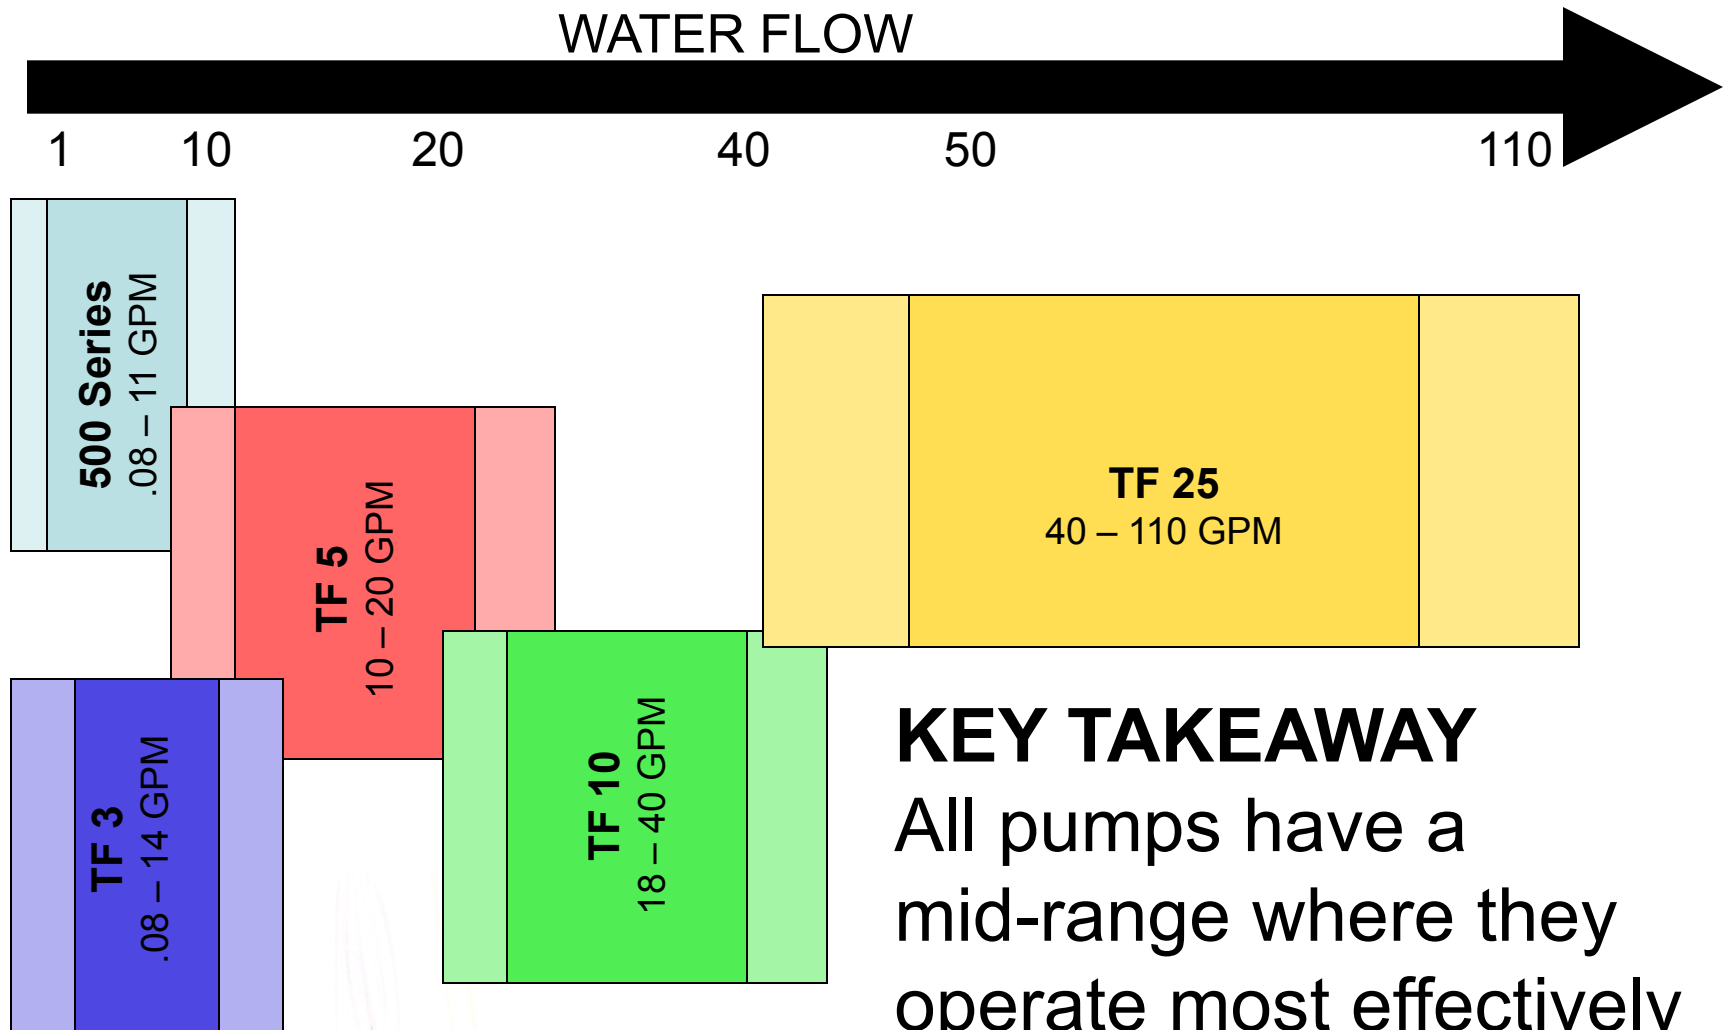 WATER FLOW
1 10 20 40 50 110
500 Series
.08 – 11 GPM
TF 5
10 – 20 GPM
TF 25
40 – 110 GPM
TF 3
.08 – 14 GPM
TF 10
18 – 40 GPM
KEY TAKEAWAY
All pumps have a
mid-range where they
operate most effectively